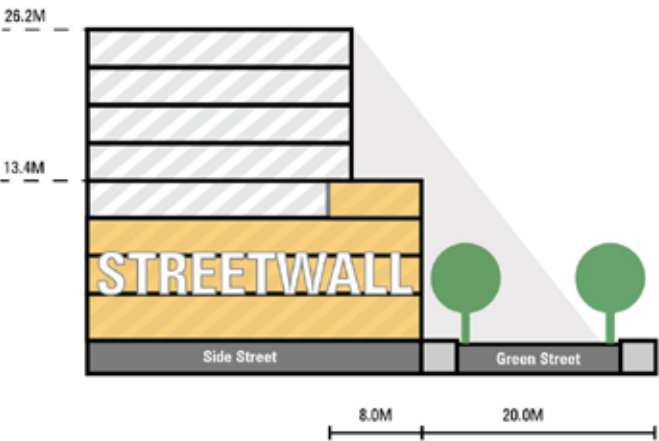 26.2M
13.4M
STREETWALL
Side Street
Green Street
8.0M
20.0M